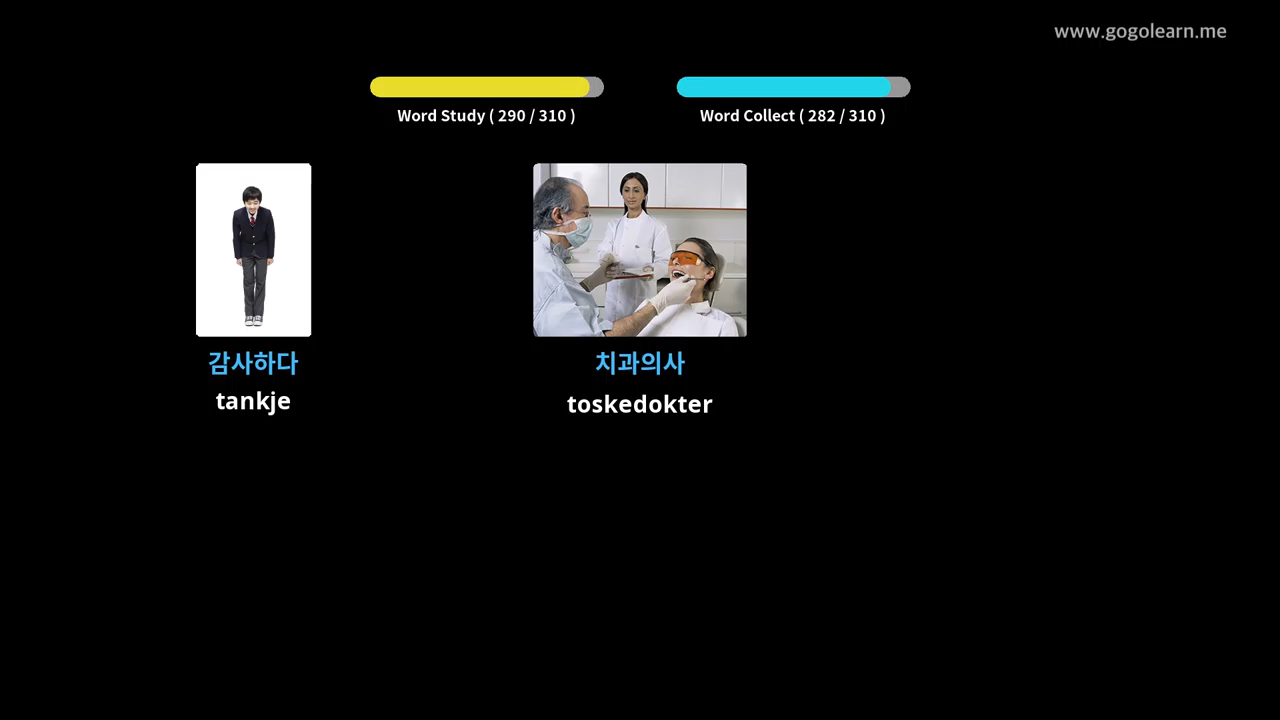 www.gogolearn.me
Word Study ( 290 / 310 )
Word Collect ( 282 / 310 )
감사하다
tankje
치과의사
toskedokter